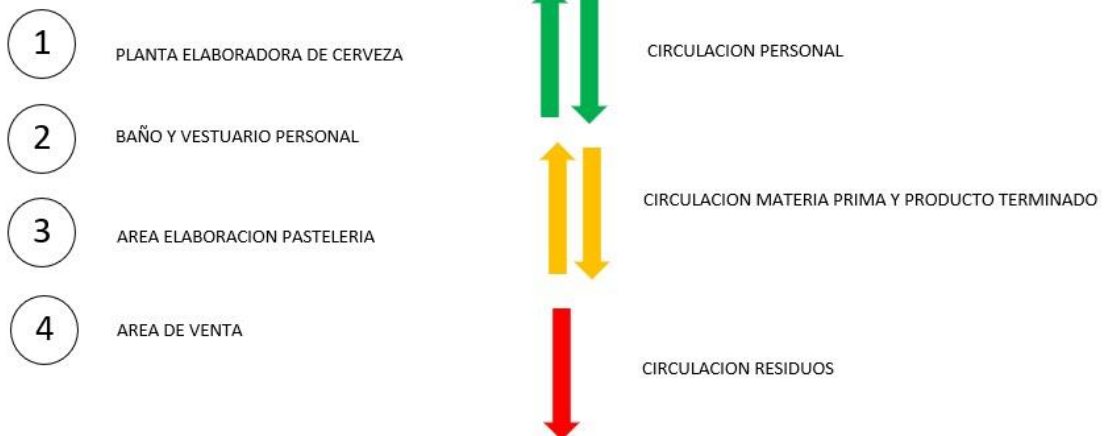 1 PLANTA ELABORADORA DE CERVEZA
2 BAÑO Y VESTUARIO PERSONAL
3 AREA ELABORACION PASTELERIA
4 AREA DE VENTA
CIRCULACION PERSONAL
CIRCULACION MATERIA PRIMA Y PRODUCTO TERMINADO
CIRCULACION RESIDUOS